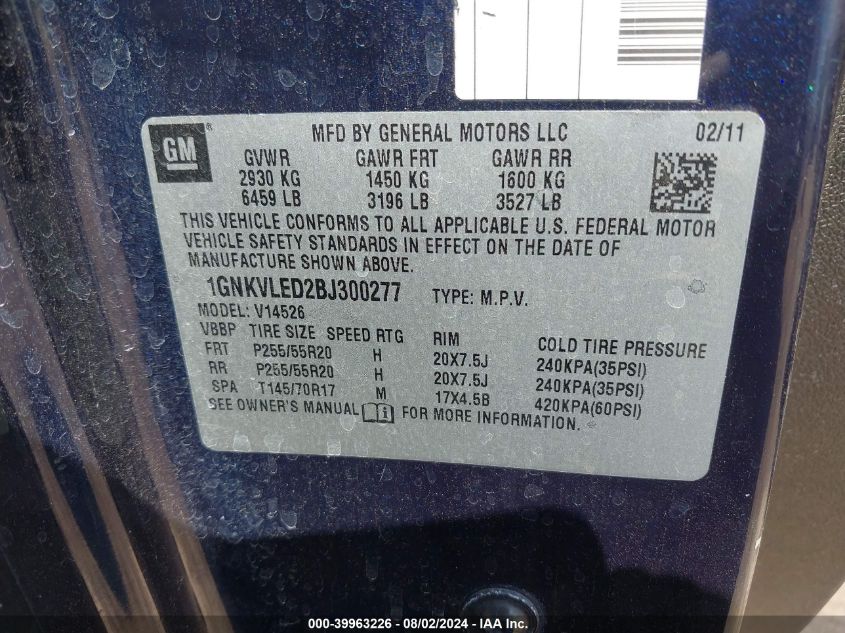 GM
MFD BY GENERAL MOTORS LLC 02/11
GVWR GAWR FRT GAWR RR
2930 KG 1450 KG 1600 KG
6459 LB 3196 LB 3527 LB
THIS VEHICLE CONFORMS TO ALL APPLICABLE U.S. FEDERAL MOTOR
VEHICLE SAFETY STANDARDS IN EFFECT ON THE DATE OF
MANUFACTURE SHOWN ABOVE.
1GNKVLED2BJ300277 TYPE: M.P.V.
MODEL: V14526
VBBP TIRE SIZE SPEED RTG RIM COLD TIRE PRESSURE
FRT P255/55R20 H 20X7.5J 240KPA(35PSI)
RR P255/55R20 H 20X7.5J 240KPA(35PSI)
SPA T145/70R17 M 17X4.5B 420KPA(60PSI)
SEE OWNER'S MANUAL i FOR MORE INFORMATION.
000-39963226 - 08/02/2024 - IAA Inc.